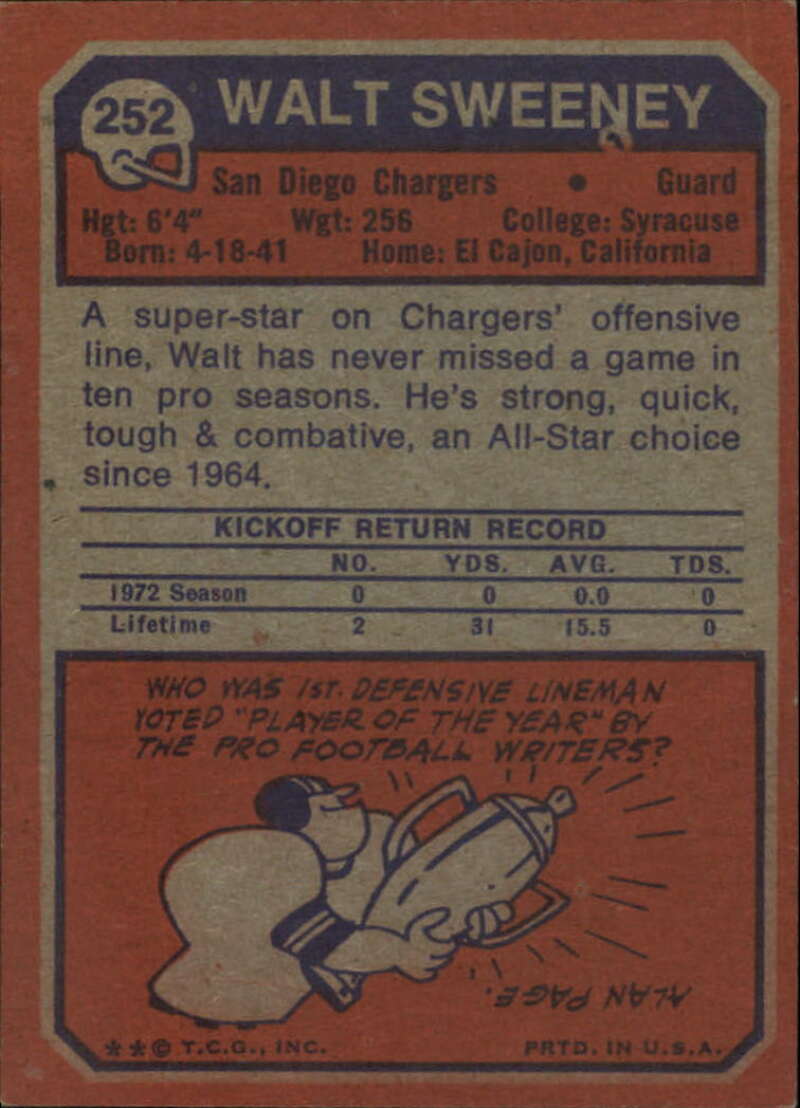 252 WALT SWEENEY
San Diego Chargers • Guard
Hgt: 6'4" Wgt: 256 College: Syracuse
Born: 4-18-41 Home: El Cajon, California
A super-star on Chargers' offensive
line, Walt has never missed a game in
ten pro seasons. He's strong, quick,
tough & combative, an All-Star choice
since 1964.
KICKOFF RETURN RECORD
NO. YDS. AVG. TDS.
1972 Season 0 0 0.0 0
Lifetime 2 31 15.5 0
WHO WAS 1ST. DEFENSIVE LINEMAN
VOTED "PLAYER OF THE YEAR" BY
THE PRO FOOTBALL WRITERS?
ALAN PAGE.
**© T.C.G., INC. PRTD. IN U.S.A.